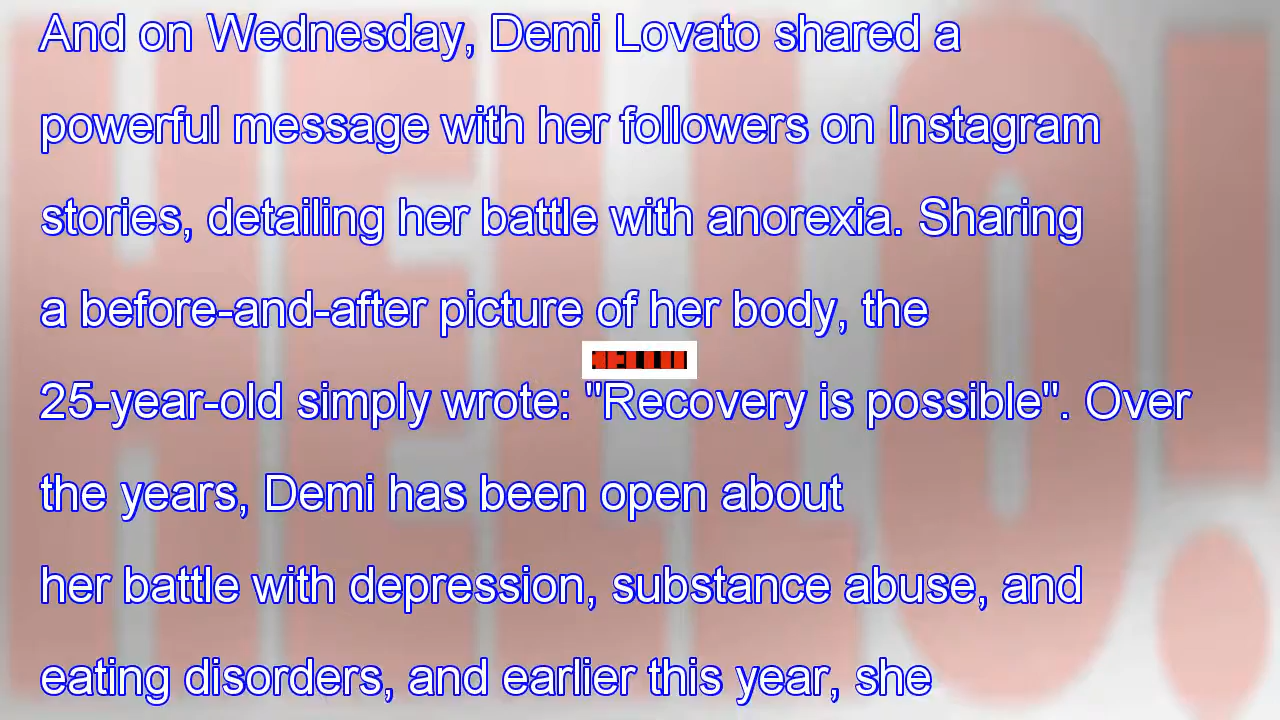 And on Wednesday, Demi Lovato shared a
powerful message with her followers on Instagram
stories, detailing her battle with anorexia. Sharing
a before-and-after picture of her body, the
25-year-old simply wrote: "Recovery is possible". Over
the years, Demi has been open about
her battle with depression, substance abuse, and
eating disorders, and earlier this year, she
HELLO!